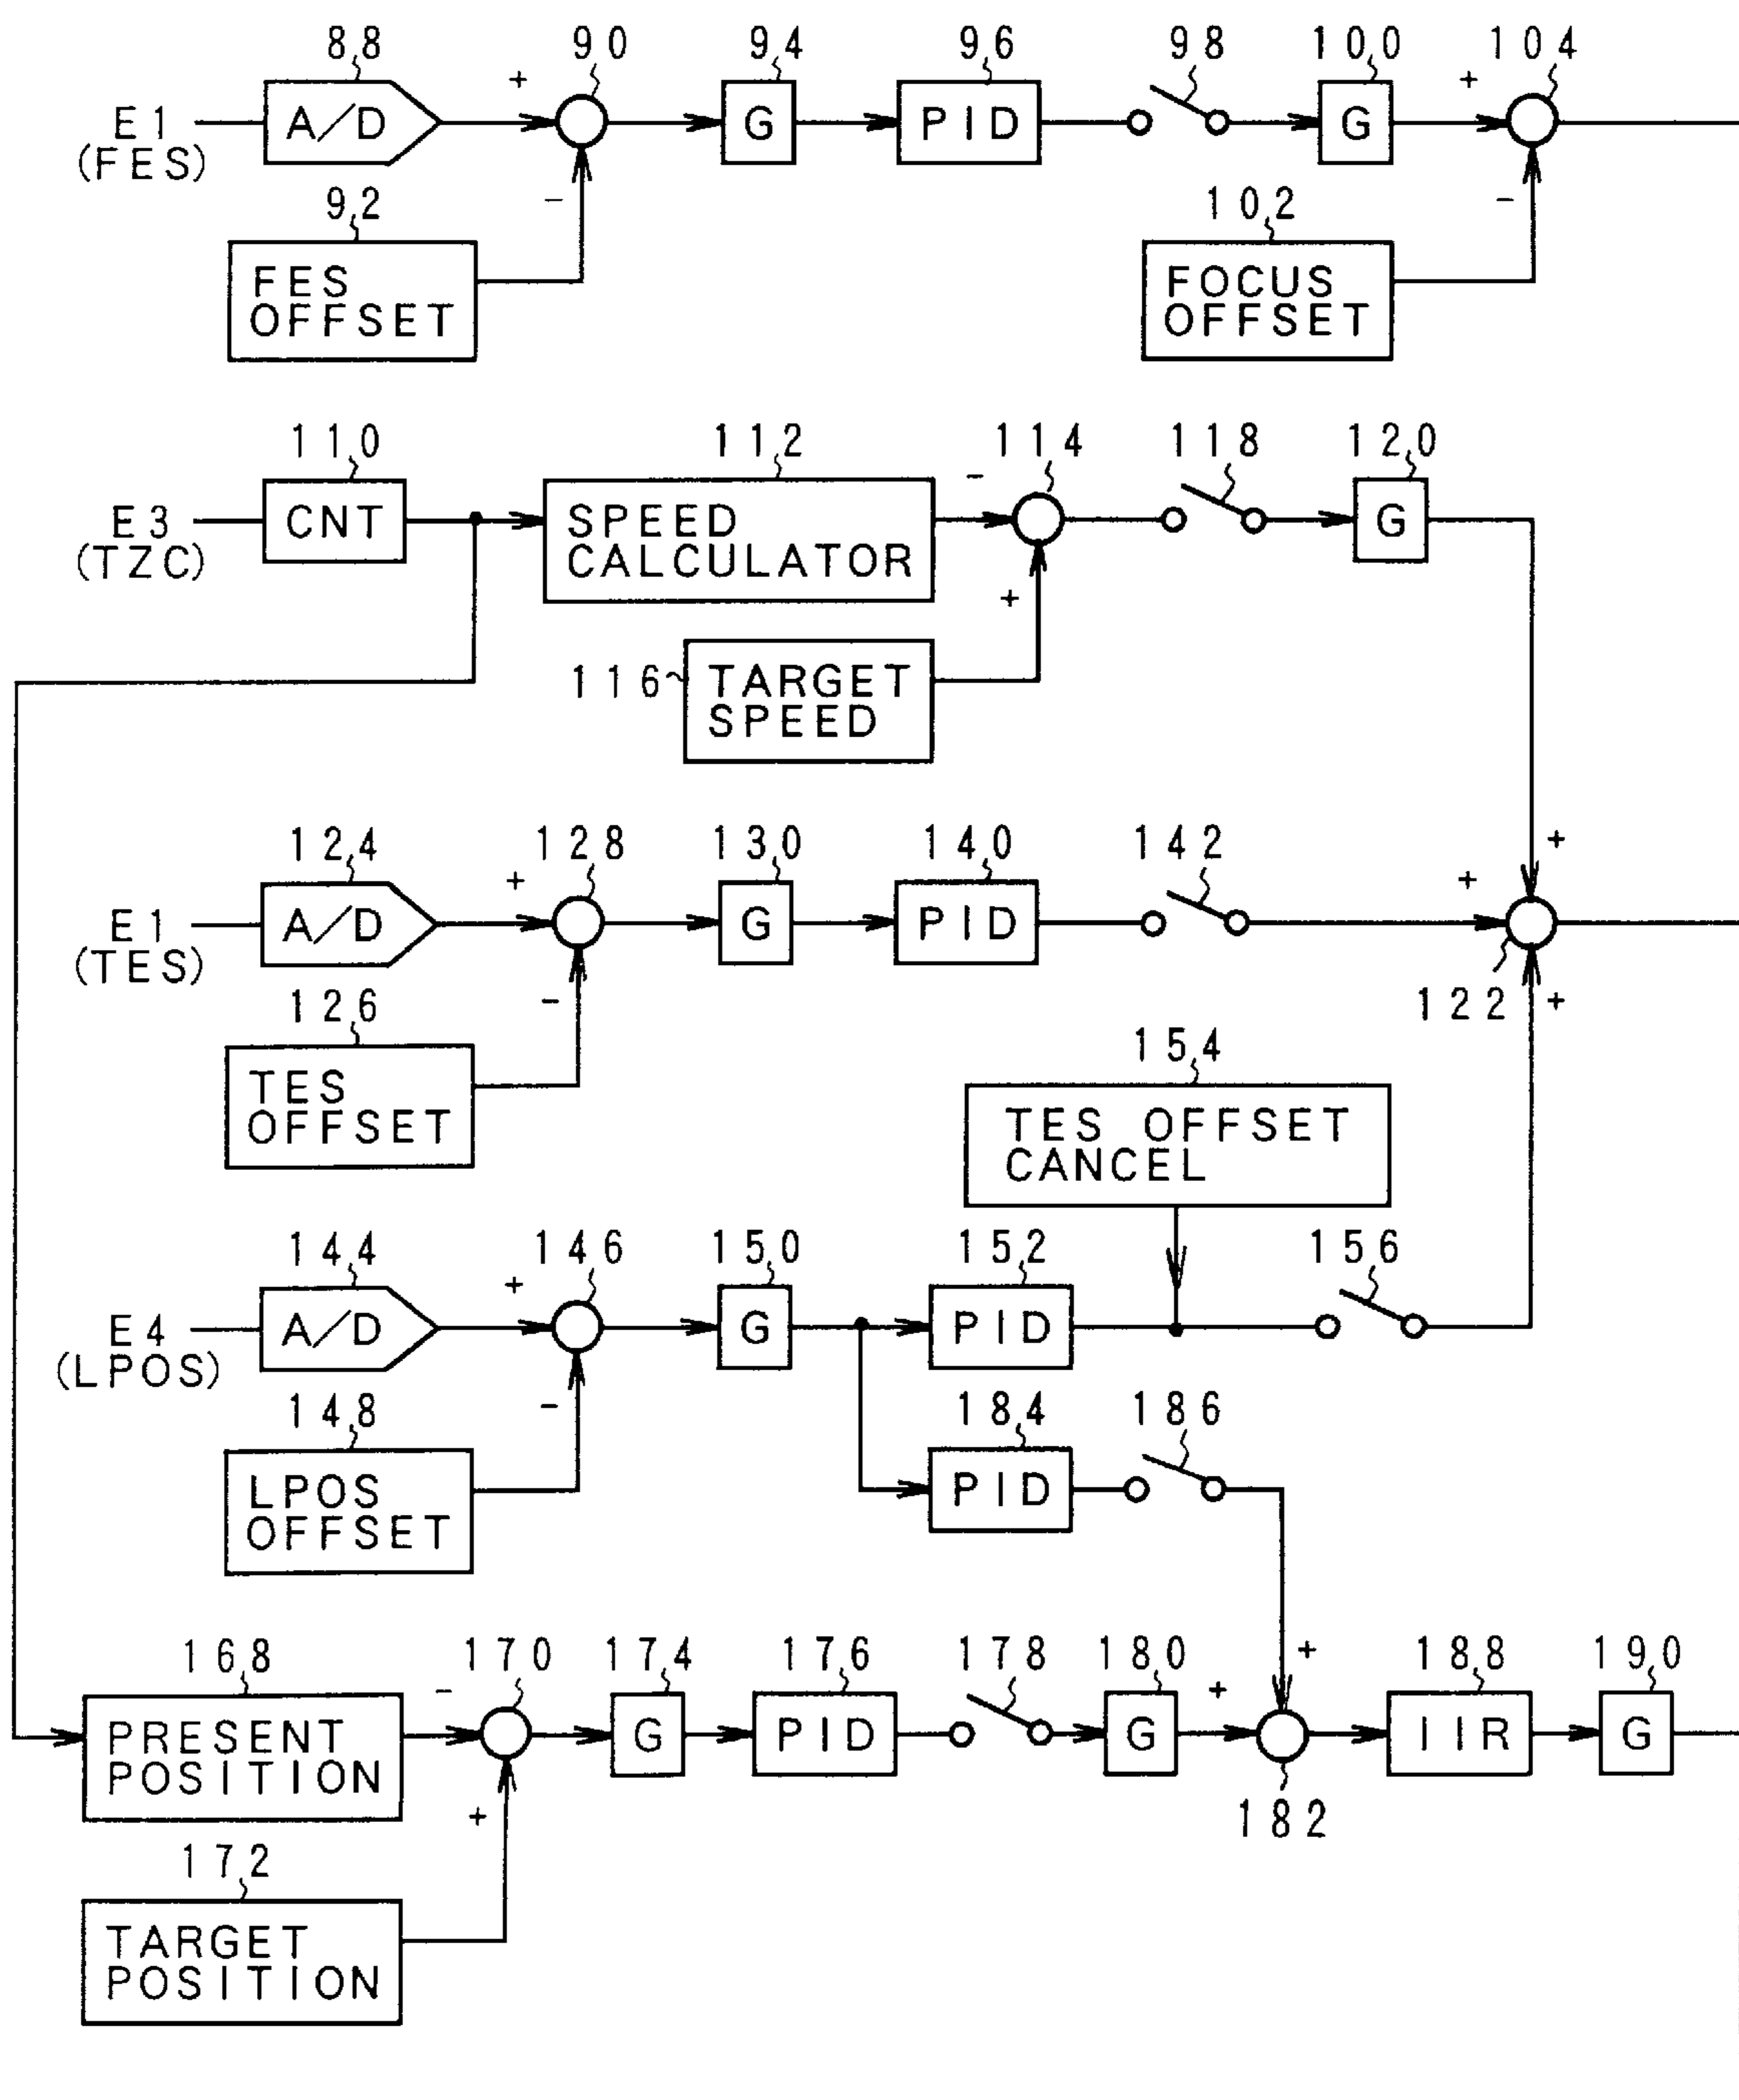 88 90 94 96 98 100 104
+ +
E1 A/D G PID G
(FES)
92 - 102 -
FES FOCUS
OFFSET OFFSET
110 112 114 118 120
-
E3 CNT SPEED G
(TZC) CALCULATOR
+
116 TARGET
SPEED
124 128 130 140 142 +
+ +
E1 A/D G PID
(TES)
126 - 122 +
154
TES TES OFFSET
OFFSET CANCEL
144 146 150 152 156
+
E4 A/D G PID
(LPOS)
148 - 184 186
LPOS PID
OFFSET
168 170 174 176 178 180 + 188 190
- +
PRESENT G PID G IIR G
POSITION
+ 182
172
TARGET
POSITION